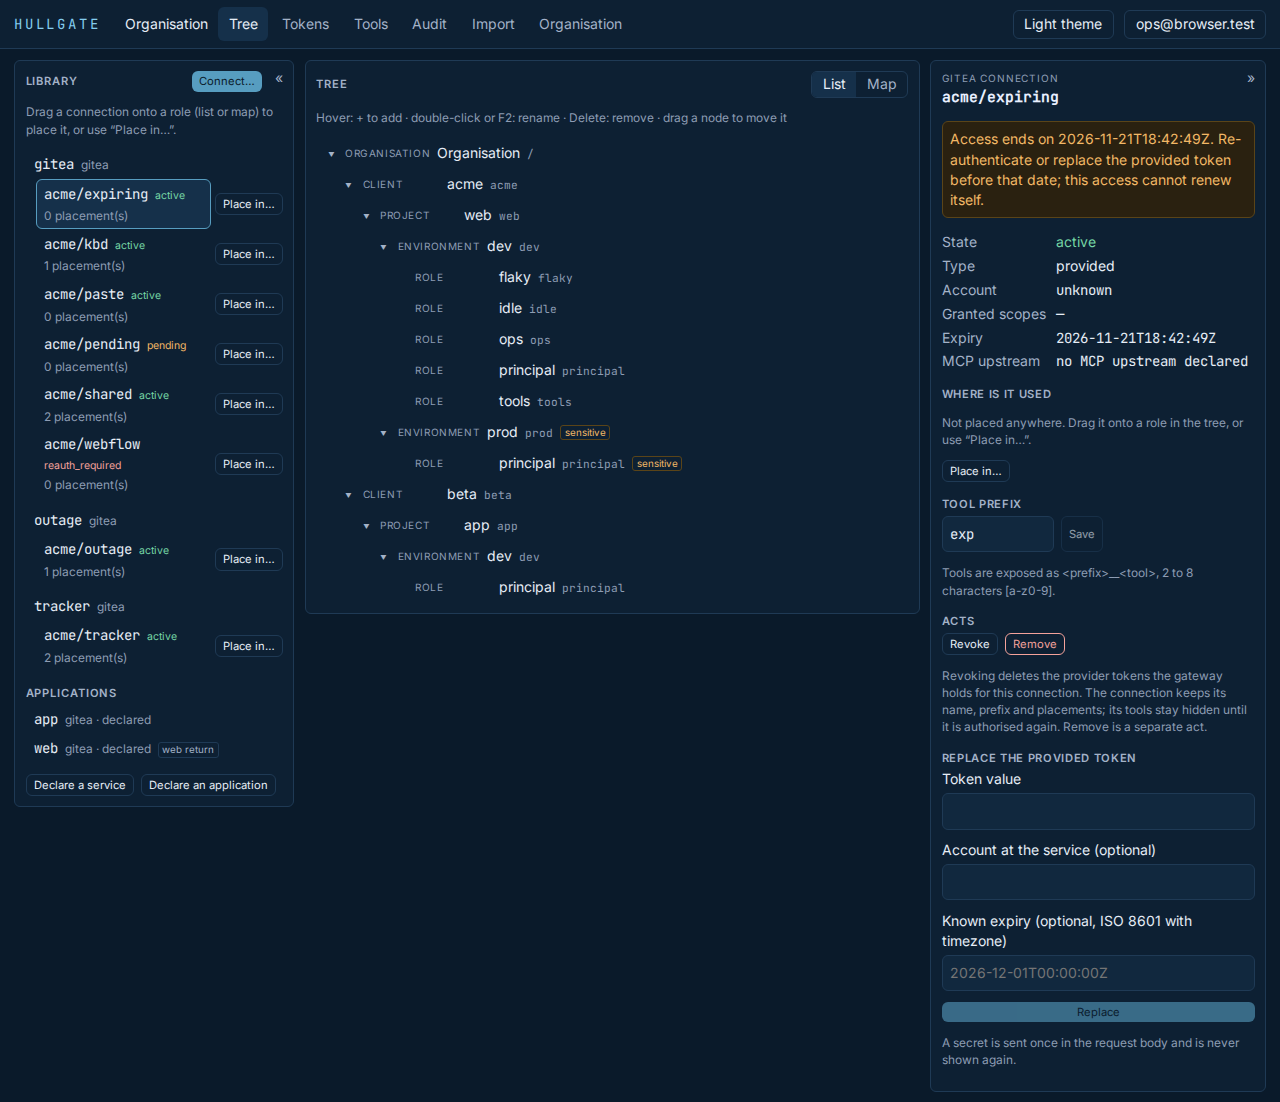 HULLGATE Organisation Tree Tokens Tools Audit Import Organisation Light theme ops@browser.test
LIBRARY Connect... «
Drag a connection onto a role (list or map) to
place it, or use “Place in...”.
gitea gitea
acme/expiring active
0 placement(s)
Place in...
acme/kbd active
1 placement(s)
Place in...
acme/paste active
0 placement(s)
Place in...
acme/pending pending
0 placement(s)
Place in...
acme/shared active
2 placement(s)
Place in...
acme/webflow
reauth_required
0 placement(s)
Place in...
outage gitea
acme/outage active
1 placement(s)
Place in...
tracker gitea
acme/tracker active
2 placement(s)
Place in...
APPLICATIONS
app gitea · declared
web gitea · declared web return
Declare a service Declare an application
TREE List Map
Hover: + to add · double-click or F2: rename · Delete: remove · drag a node to move it
ORGANISATION Organisation /
CLIENT acme acme
PROJECT web web
ENVIRONMENT dev dev
ROLE flaky flaky
ROLE idle idle
ROLE ops ops
ROLE principal principal
ROLE tools tools
ENVIRONMENT prod prod sensitive
ROLE principal principal sensitive
CLIENT beta beta
PROJECT app app
ENVIRONMENT dev dev
ROLE principal principal
GITEA CONNECTION »
acme/expiring
Access ends on 2026-11-21T18:42:49Z. Re-
authenticate or replace the provided token
before that date; this access cannot renew
itself.
State active
Type provided
Account unknown
Granted scopes —
Expiry 2026-11-21T18:42:49Z
MCP upstream no MCP upstream declared
WHERE IS IT USED
Not placed anywhere. Drag it onto a role in the tree, or
use “Place in...”.
Place in...
TOOL PREFIX
exp Save
Tools are exposed as <prefix>__<tool>, 2 to 8
characters [a-z0-9].
ACTS
Revoke Remove
Revoking deletes the provider tokens the gateway
holds for this connection. The connection keeps its
name, prefix and placements; its tools stay hidden until
it is authorised again. Remove is a separate act.
REPLACE THE PROVIDED TOKEN
Token value
Account at the service (optional)
Known expiry (optional, ISO 8601 with
timezone)
2026-12-01T00:00:00Z
Replace
A secret is sent once in the request body and is never
shown again.